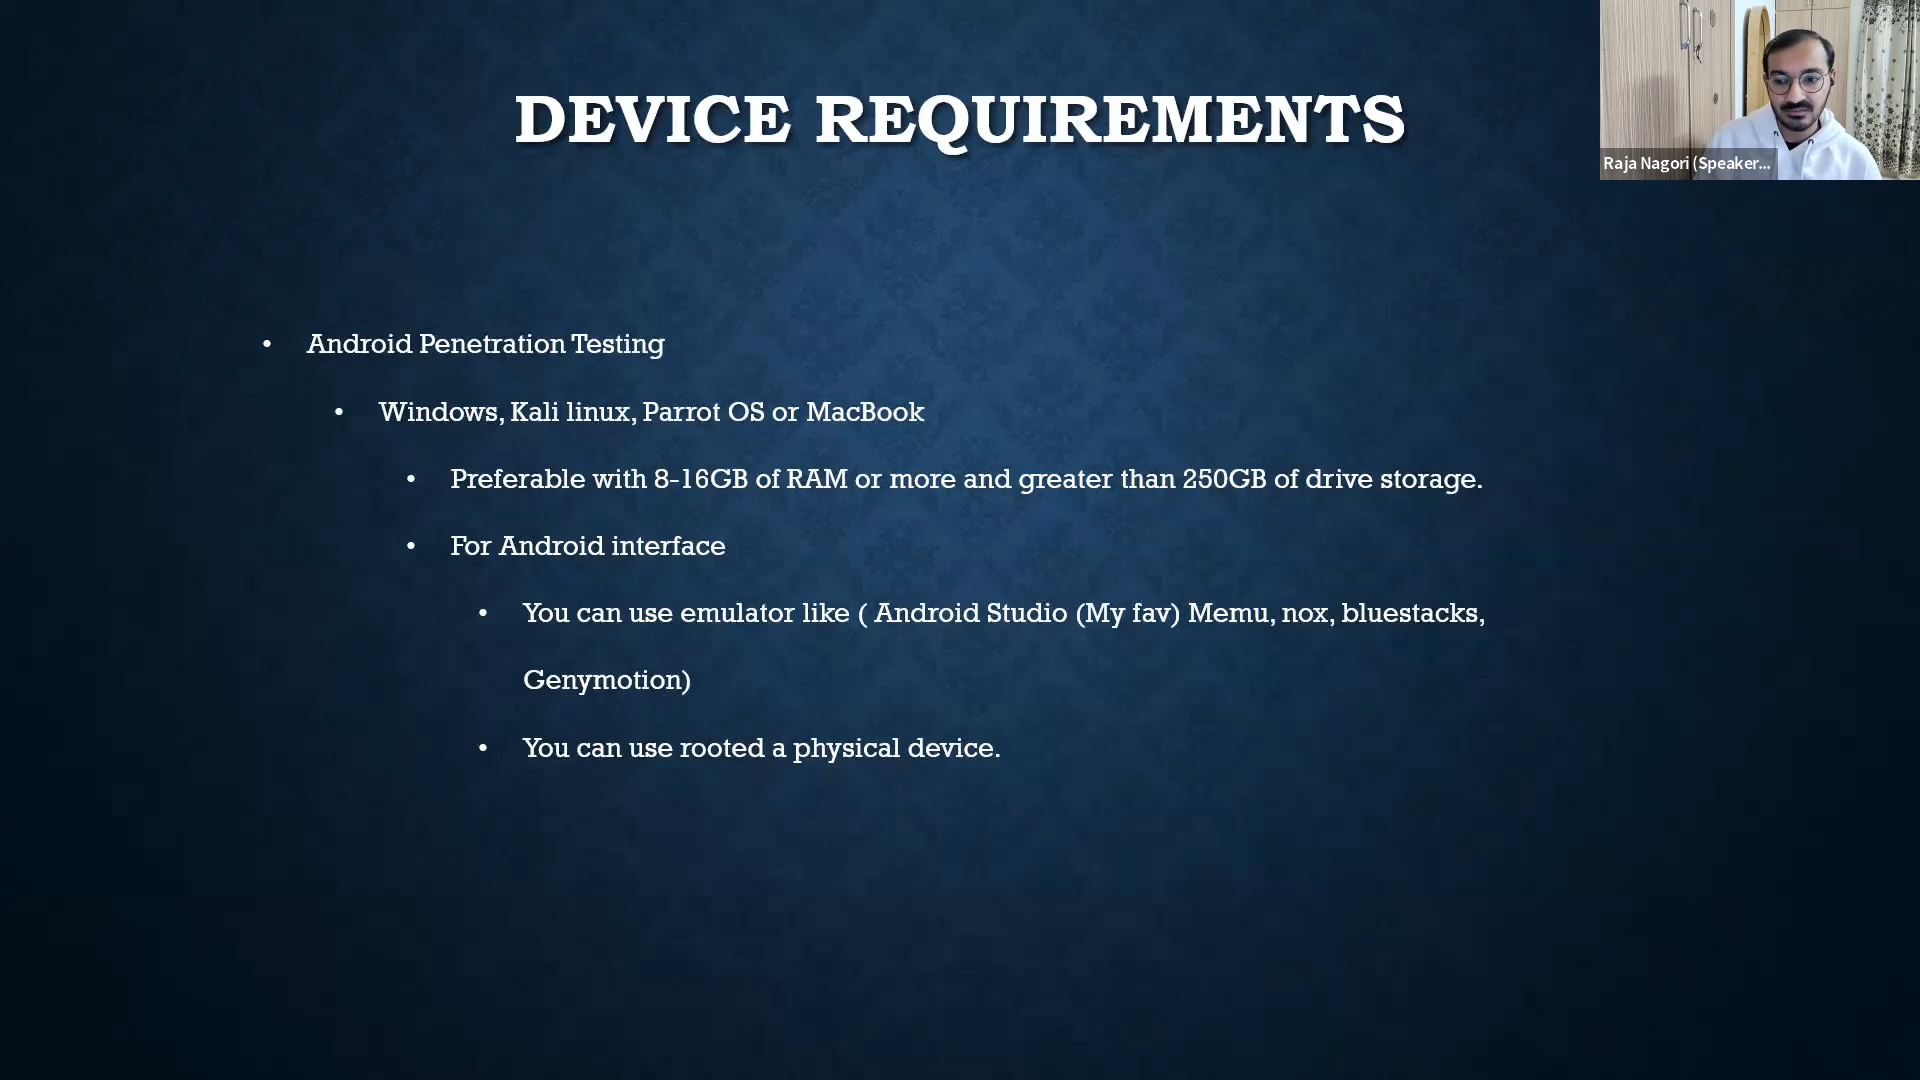 DEVICE REQUIREMENTS
Raja Nagori (Speaker...
• Android Penetration Testing
• Windows, Kali linux, Parrot OS or MacBook
• Preferable with 8-16GB of RAM or more and greater than 250GB of drive storage.
• For Android interface
• You can use emulator like ( Android Studio (My fav) Memu, nox, bluestacks,
Genymotion)
• You can use rooted a physical device.